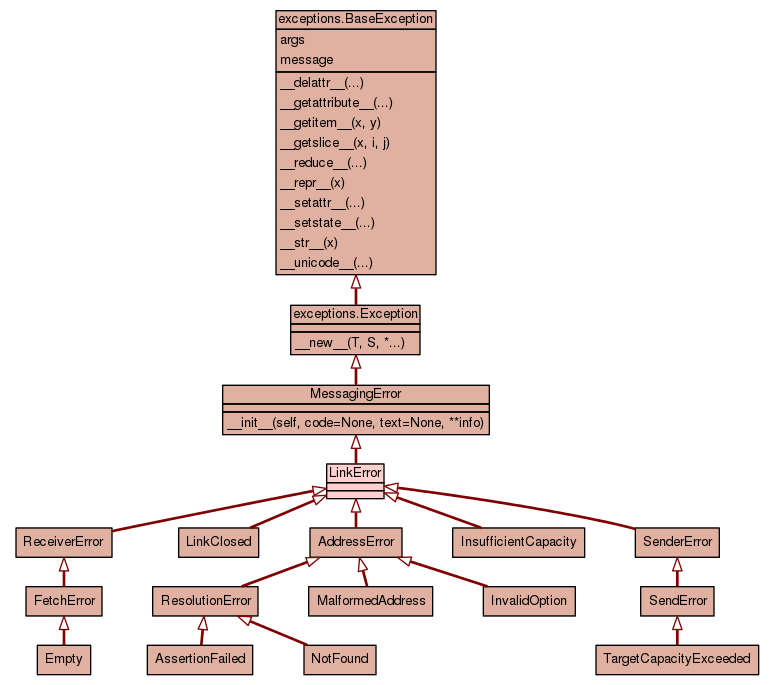 exceptions.BaseException
args
message
__delattr__(...)
__getattribute__(...)
__getitem__(x, y)
__getslice__(x, i, j)
__reduce__(...)
__repr__(x)
__setattr__(...)
__setstate__(...)
__str__(x)
__unicode__(...)
exceptions.Exception
__new__(T, S, *...)
MessagingError
__init__(self, code=None, text=None, **info)
LinkError
ReceiverError
LinkClosed
AddressError
InsufficientCapacity
SenderError
FetchError
ResolutionError
MalformedAddress
InvalidOption
SendError
Empty
AssertionFailed
NotFound
TargetCapacityExceeded